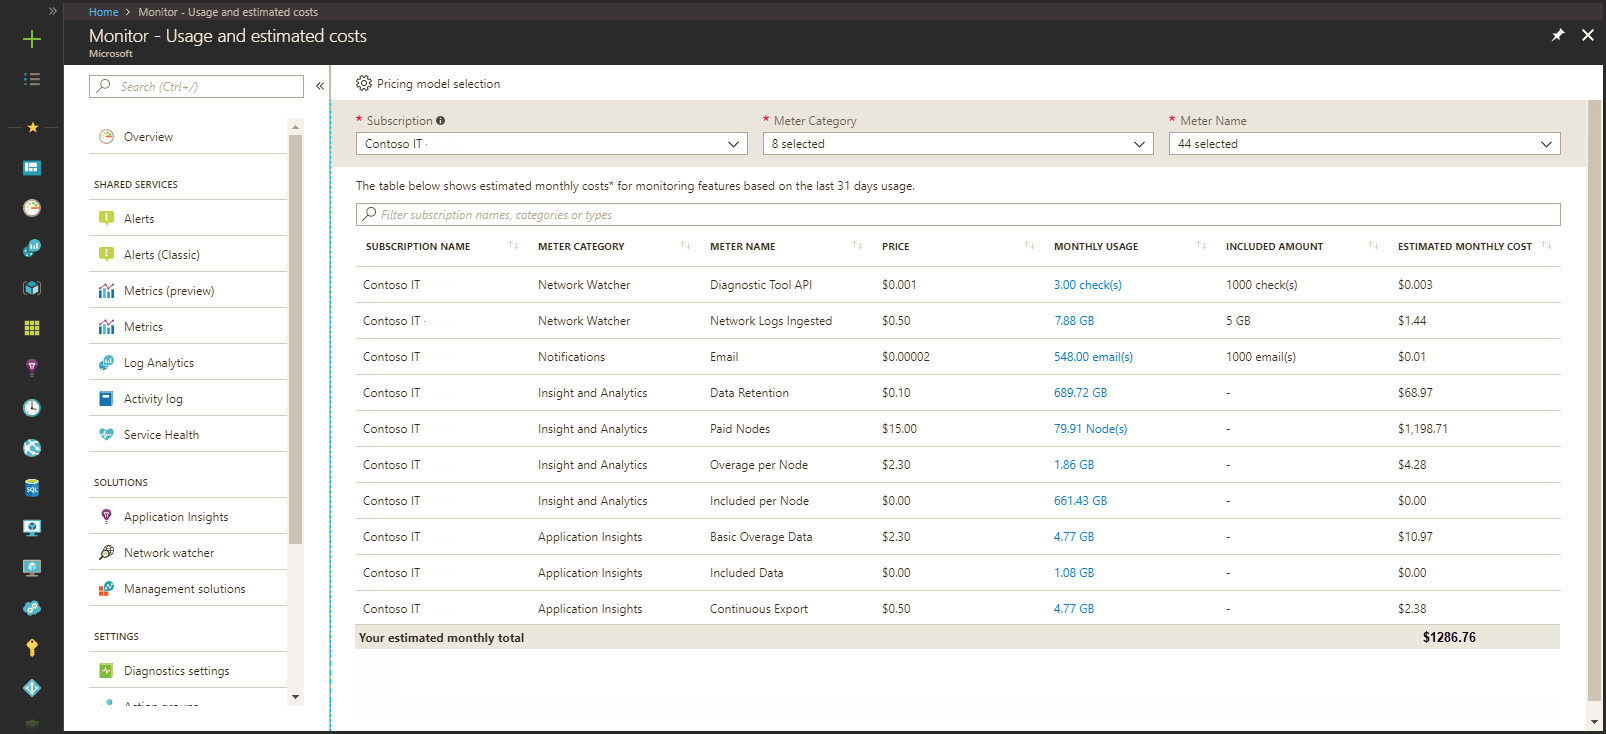 Home > Monitor - Usage and estimated costs
Monitor - Usage and estimated costs
Microsoft
Search (Ctrl+/)
Overview
SHARED SERVICES
Alerts
Alerts (Classic)
Metrics (preview)
Metrics
Log Analytics
Activity log
Service Health
SOLUTIONS
Application Insights
Network watcher
Management solutions
SETTINGS
Diagnostics settings
Action groups
Pricing model selection
* Subscription * Meter Category * Meter Name
Contoso IT 8 selected 44 selected
The table below shows estimated monthly costs* for monitoring features based on the last 31 days usage.
Filter subscription names, categories or types
SUBSCRIPTION NAME METER CATEGORY METER NAME PRICE MONTHLY USAGE INCLUDED AMOUNT ESTIMATED MONTHLY COST
Contoso IT Network Watcher Diagnostic Tool API $0.001 3.00 check(s) 1000 check(s) $0.003
Contoso IT Network Watcher Network Logs Ingested $0.50 7.88 GB 5 GB $1.44
Contoso IT Notifications Email $0.00002 548.00 email(s) 1000 email(s) $0.01
Contoso IT Insight and Analytics Data Retention $0.10 689.72 GB - $68.97
Contoso IT Insight and Analytics Paid Nodes $15.00 79.91 Node(s) - $1,198.71
Contoso IT Insight and Analytics Overage per Node $2.30 1.86 GB - $4.28
Contoso IT Insight and Analytics Included per Node $0.00 661.43 GB - $0.00
Contoso IT Application Insights Basic Overage Data $2.30 4.77 GB - $10.97
Contoso IT Application Insights Included Data $0.00 1.08 GB - $0.00
Contoso IT Application Insights Continuous Export $0.50 4.77 GB - $2.38
Your estimated monthly total $1286.76